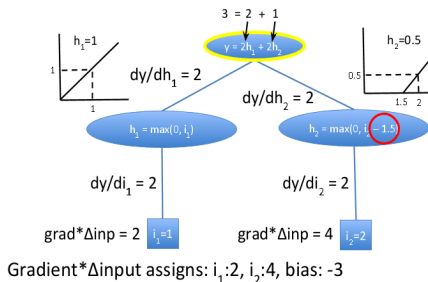 3 = 2 + 1
h₁=1
y = 2h₁ + 2h₂
h₂=0.5
1
1
0.5
1.5 2
dy/dh₁ = 2
dy/dh₂ = 2
h₁ = max(0, i₁)
h₂ = max(0, i₂ – 1.5)
dy/di₁ = 2
dy/di₂ = 2
grad*Δinp = 2
i₁=1
grad*Δinp = 4
i₂=2
Gradient*Δinput assigns: i₁:2, i₂:4, bias: -3